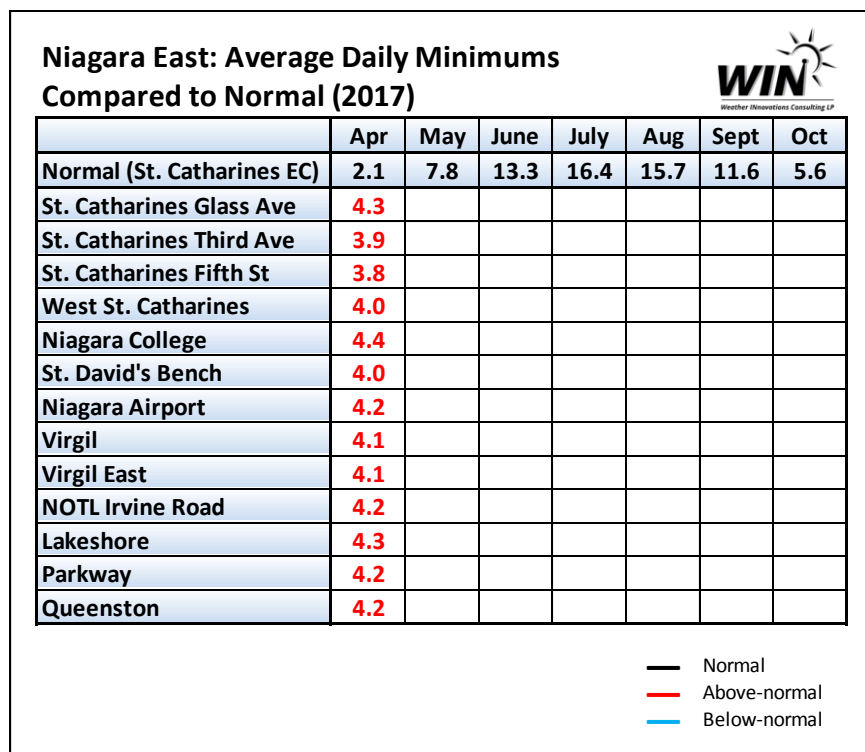 Niagara East: Average Daily Minimums
Compared to Normal (2017)
WIN
Weather INnovations Consulting LP
Apr May June July Aug Sept Oct
Normal (St. Catharines EC) 2.1 7.8 13.3 16.4 15.7 11.6 5.6
St. Catharines Glass Ave 4.3
St. Catharines Third Ave 3.9
St. Catharines Fifth St 3.8
West St. Catharines 4.0
Niagara College 4.4
St. David's Bench 4.0
Niagara Airport 4.2
Virgil 4.1
Virgil East 4.1
NOTL Irvine Road 4.2
Lakeshore 4.3
Parkway 4.2
Queenston 4.2
Normal
Above-normal
Below-normal